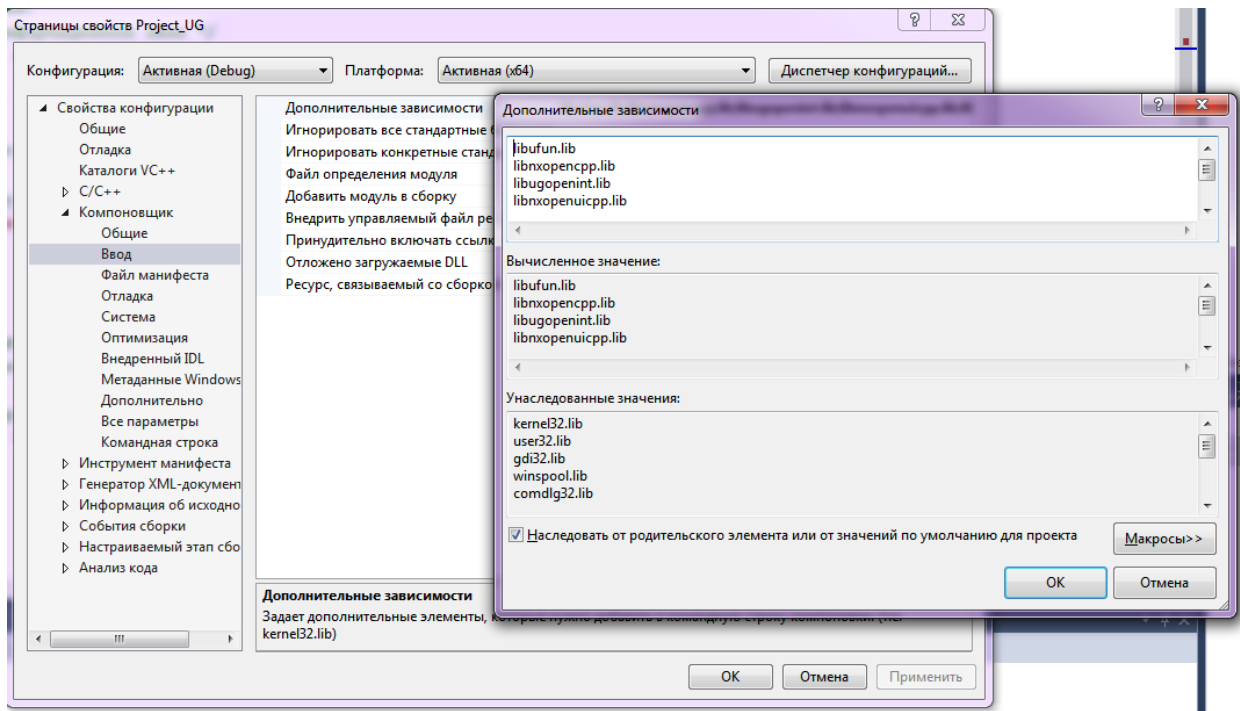 Страницы свойств Project_UG
Конфигурация: Активная (Debug) Платформа: Активная (x64) Диспетчер конфигураций...
Свойства конфигурации
Общие
Отладка
Каталоги VC++
C/C++
Компоновщик
Общие
Ввод
Файл манифеста
Отладка
Система
Оптимизация
Внедренный IDL
Метаданные Windows
Дополнительно
Все параметры
Командная строка
Инструмент манифеста
Генератор XML-документ
Информация об исходно
События сборки
Настраиваемый этап сбо
Анализ кода
Дополнительные зависимости
Игнорировать все стандартные
Игнорировать конкретные станд
Файл определения модуля
Добавить модуль в сборку
Внедрить управляемый файл ре
Принудительно включать ссылк
Отложено загружаемые DLL
Ресурс, связываемый со сборко
Дополнительные зависимости
Задает дополнительные элементы,
kernel32.lib)
OK Отмена Применить
Дополнительные зависимости
libufun.lib
libnxopencpp.lib
libugopenint.lib
libnxopenuicpp.lib
Вычисленное значение:
libufun.lib
libnxopencpp.lib
libugopenint.lib
libnxopenuicpp.lib
Унаследованные значения:
kernel32.lib
user32.lib
gdi32.lib
winspool.lib
comdlg32.lib
Наследовать от родительского элемента или от значений по умолчанию для проекта
Макросы>>
OK Отмена